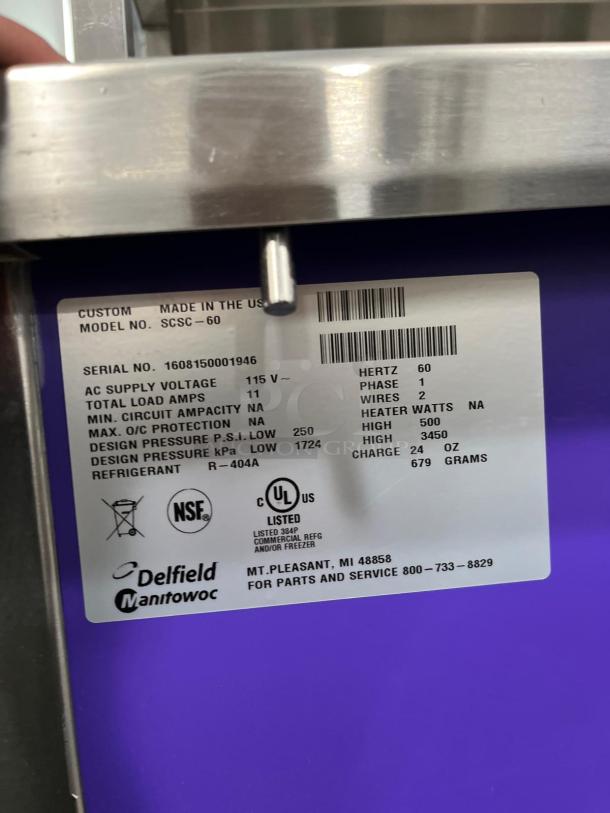 CUSTOM MADE IN THE US
MODEL NO. SCSC-60
SERIAL NO. 1608150001946
AC SUPPLY VOLTAGE 115 V~ HERTZ 60
TOTAL LOAD AMPS 11 PHASE 1
MIN. CIRCUIT AMPACITY NA WIRES 2
MAX. O/C PROTECTION NA HEATER WATTS NA
DESIGN PRESSURE P.S.I. LOW 250 HIGH 500
DESIGN PRESSURE kPa LOW 1724 HIGH 3450
REFRIGERANT R-404A CHARGE 24 OZ
679 GRAMS
NSF®
C UL US
LISTED
LISTED 384P
COMMERCIAL REFG
AND/OR FREEZER
Delfield
Manitowoc
MT.PLEASANT, MI 48858
FOR PARTS AND SERVICE 800-733-8829